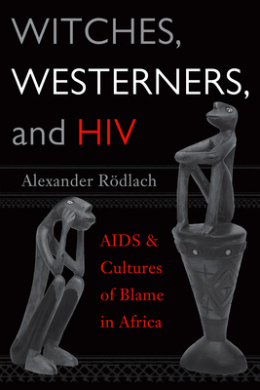 WITCHES,
WESTERNERS,
and HIV
Alexander Rödlach
AIDS &
Cultures
of Blame
in Africa